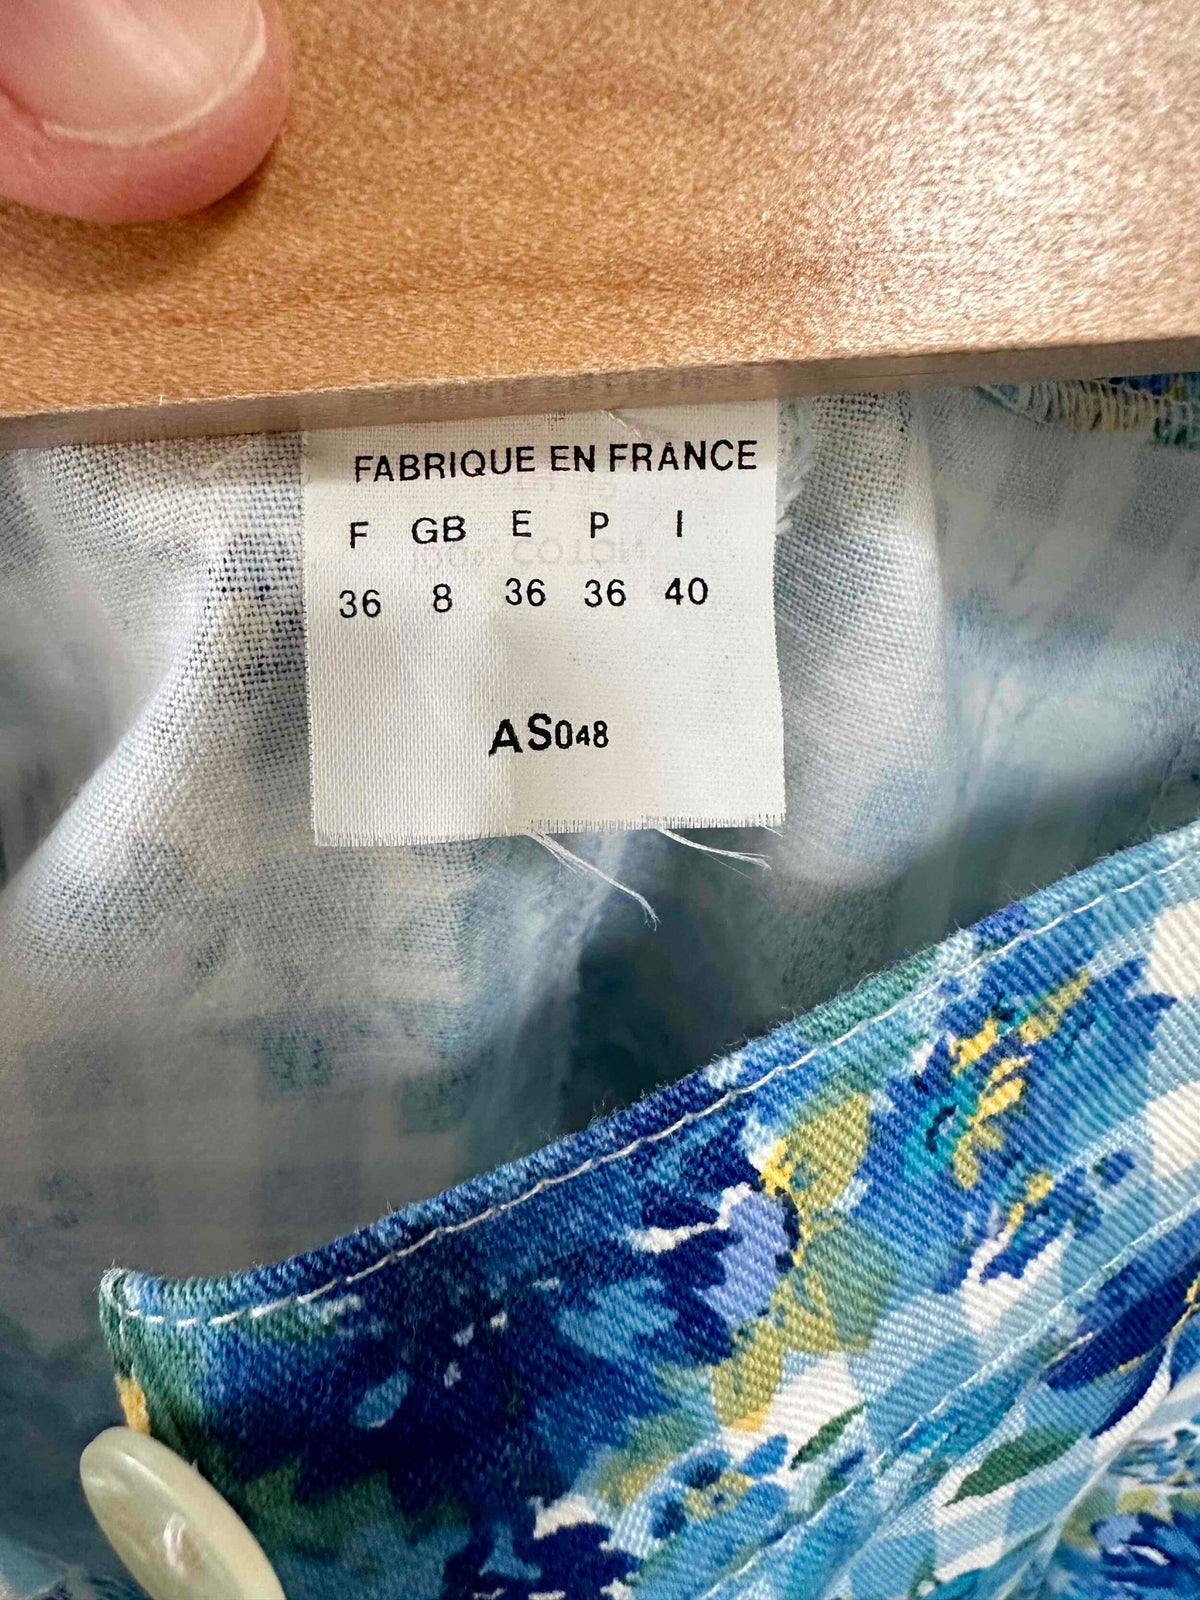 FABRIQUE EN FRANCE
F GB E P I
36 8 36 36 40
AS048